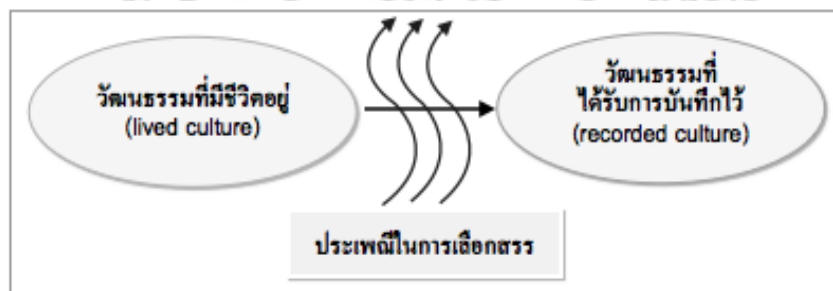 วัฒนธรรมที่มีชีวิตอยู่
(lived culture)
วัฒนธรรมที่
ได้รับการบันทึกไว้
(recorded culture)
ประเพณีในการเลือกสรร